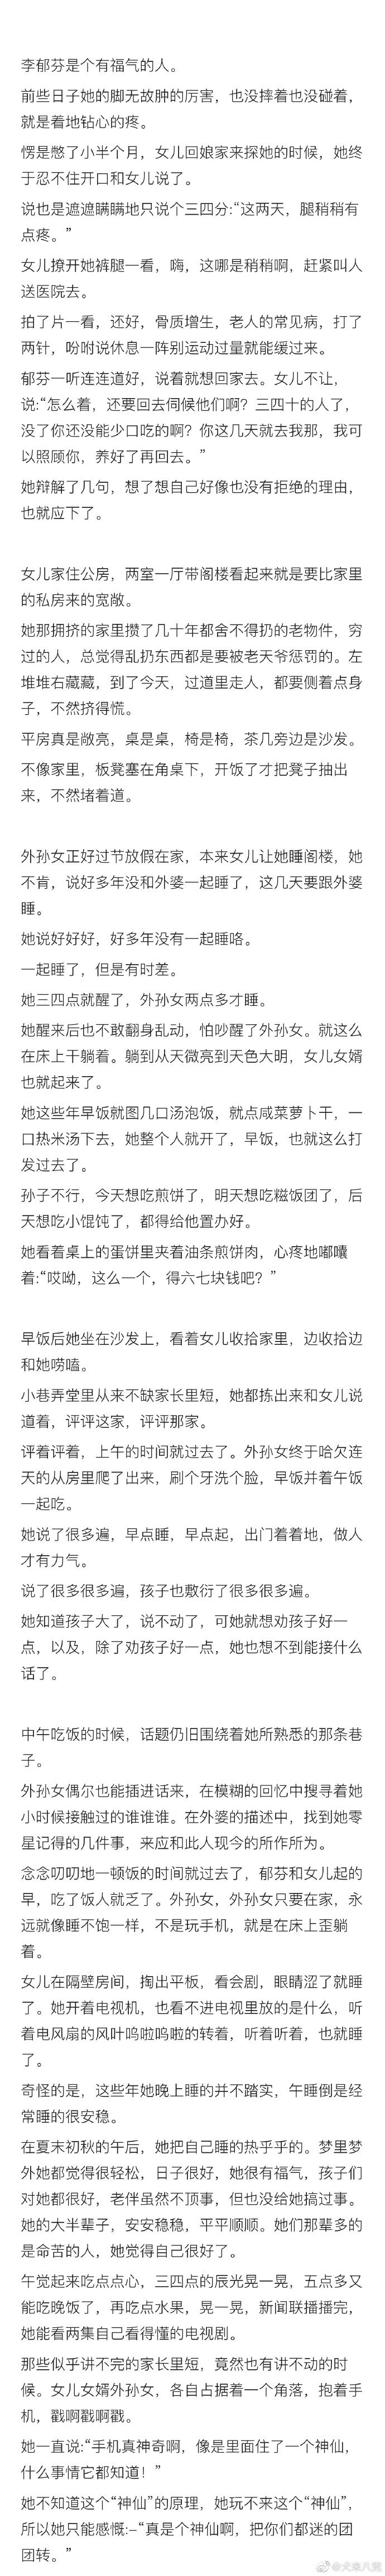 李郁芬是个有福气的人。
前些日子她的脚无故肿的厉害，也没摔着也没碰着，
就是着地钻心的疼。
愣是憋了小半个月，女儿回娘家来探她的时候，她终
于忍不住开口和女儿说了。
说也是遮遮瞒瞒地只说个三四分:“这两天，腿稍稍有
点疼。”
女儿撩开她裤腿一看，嗨，这哪是稍稍啊，赶紧叫人
送医院去。
拍了片一看，还好，骨质增生，老人的常见病，打了
两针，吩咐说休息一阵别运动过量就能缓过来。
郁芬一听连连道好，说着就想回家去。女儿不让，
说:“怎么着，还要回去伺候他们啊？三四十的人了，
没了你还没能少口吃的啊？你这几天就去我那，我可
以照顾你，养好了再回去。”
她辩解了几句，想了想自己好像也没有拒绝的理由，
也就应下了。
女儿家住公房，两室一厅带阁楼看起来就是要比家里
的私房来的宽敞。
她那拥挤的家里攒了几十年都舍不得扔的老物件，穷
过的人，总觉得乱扔东西都是要被老天爷惩罚的。左
堆堆右藏藏，到了今天，过道里走人，都要侧着点身
子，不然挤得慌。
平房真是敞亮，桌是桌，椅是椅，茶几旁边是沙发。
不像家里，板凳塞在角桌下，开饭了才把凳子抽出
来，不然堵着道。
外孙女正好过节放假在家，本来女儿让她睡阁楼，她
不肯，说好多年没和外婆一起睡了，这几天要跟外婆
睡。
她说好好好，好多年没有一起睡咯。
一起睡了，但是有时差。
她三四点就醒了，外孙女两点多才睡。
她醒来后也不敢翻身乱动，怕吵醒了外孙女。就这么
在床上干躺着。躺到从天微亮到天色大明，女儿女婿
也就起来了。
她这些年早饭就图几口汤泡饭，就点咸菜萝卜干，一
口热米汤下去，她整个人就开了，早饭，也就这么打
发过去了。
孙子不行，今天想吃煎饼了，明天想吃糍饭团了，后
天想吃小馄饨了，都得给他置办好。
她看着桌上的蛋饼里夹着油条煎饼肉，心疼地嘟囔
着:“哎呦，这么一个，得六七块钱吧？”
早饭后她坐在沙发上，看着女儿收拾家里，边收拾边
和她唠嗑。
小巷弄堂里从来不缺家长里短，她都拣出来和女儿说
道着，评评这家，评评那家。
评着评着，上午的时间就过去了。外孙女终于哈欠连
天的从房里爬了出来，刷个牙洗个脸，早饭并着午饭
一起吃。
她说了很多遍，早点睡，早点起，出门着着地，做人
才有力气。
说了很多很多遍，孩子也敷衍了很多很多遍。
她知道孩子大了，说不动了，可她就想劝孩子好一
点，以及，除了劝孩子好一点，她也想不到能接什么
话了。
中午吃饭的时候，话题仍旧围绕着她所熟悉的那条巷
子。
外孙女偶尔也能插进话来，在模糊的回忆中搜寻着她
小时候接触过的谁谁谁。在外婆的描述中，找到她零
星记得的几件事，来应和此人现今的所作所为。
念念叨叨地一顿饭的时间就过去了，郁芬和女儿起的
早，吃了饭人就乏了。外孙女，外孙女只要在家，永
远就像睡不饱一样，不是玩手机，就是在床上歪躺
着。
女儿在隔壁房间，掏出平板，看会剧，眼睛涩了就睡
了。她开着电视机，也看不进电视里放的是什么，听
着电风扇的风叶呜啦呜啦的转着，听着听着，也就睡
了。
奇怪的是，这些年她晚上睡的并不踏实，午睡倒是经
常睡的很安稳。
在夏末初秋的午后，她把自己睡的热乎乎的。梦里梦
外她都觉得很轻松，日子很好，她很有福气，孩子们
对她都很好，老伴虽然不顶事，但也没给她搞过事。
她的大半辈子，安安稳稳，平平顺顺。她们那辈多的
是命苦的人，她觉得自己很好了。
午觉起来吃点点心，三四点的辰光晃一晃，五点多又
能吃晚饭了，再吃点水果，晃一晃，新闻联播播完，
她能看两集自己看得懂的电视剧。
那些似乎讲不完的家长里短，竟然也有讲不动的时
候。女儿女婿外孙女，各自占据着一个角落，抱着手
机，戳啊戳啊戳。
她一直说:“手机真神奇啊，像是里面住了一个神仙，
什么事情它都知道！”
她不知道这个“神仙”的原理，她玩不来这个“神仙”，
所以她只能感慨:–“真是个神仙啊，把你们都迷的团
团转。”
@犬来八荒